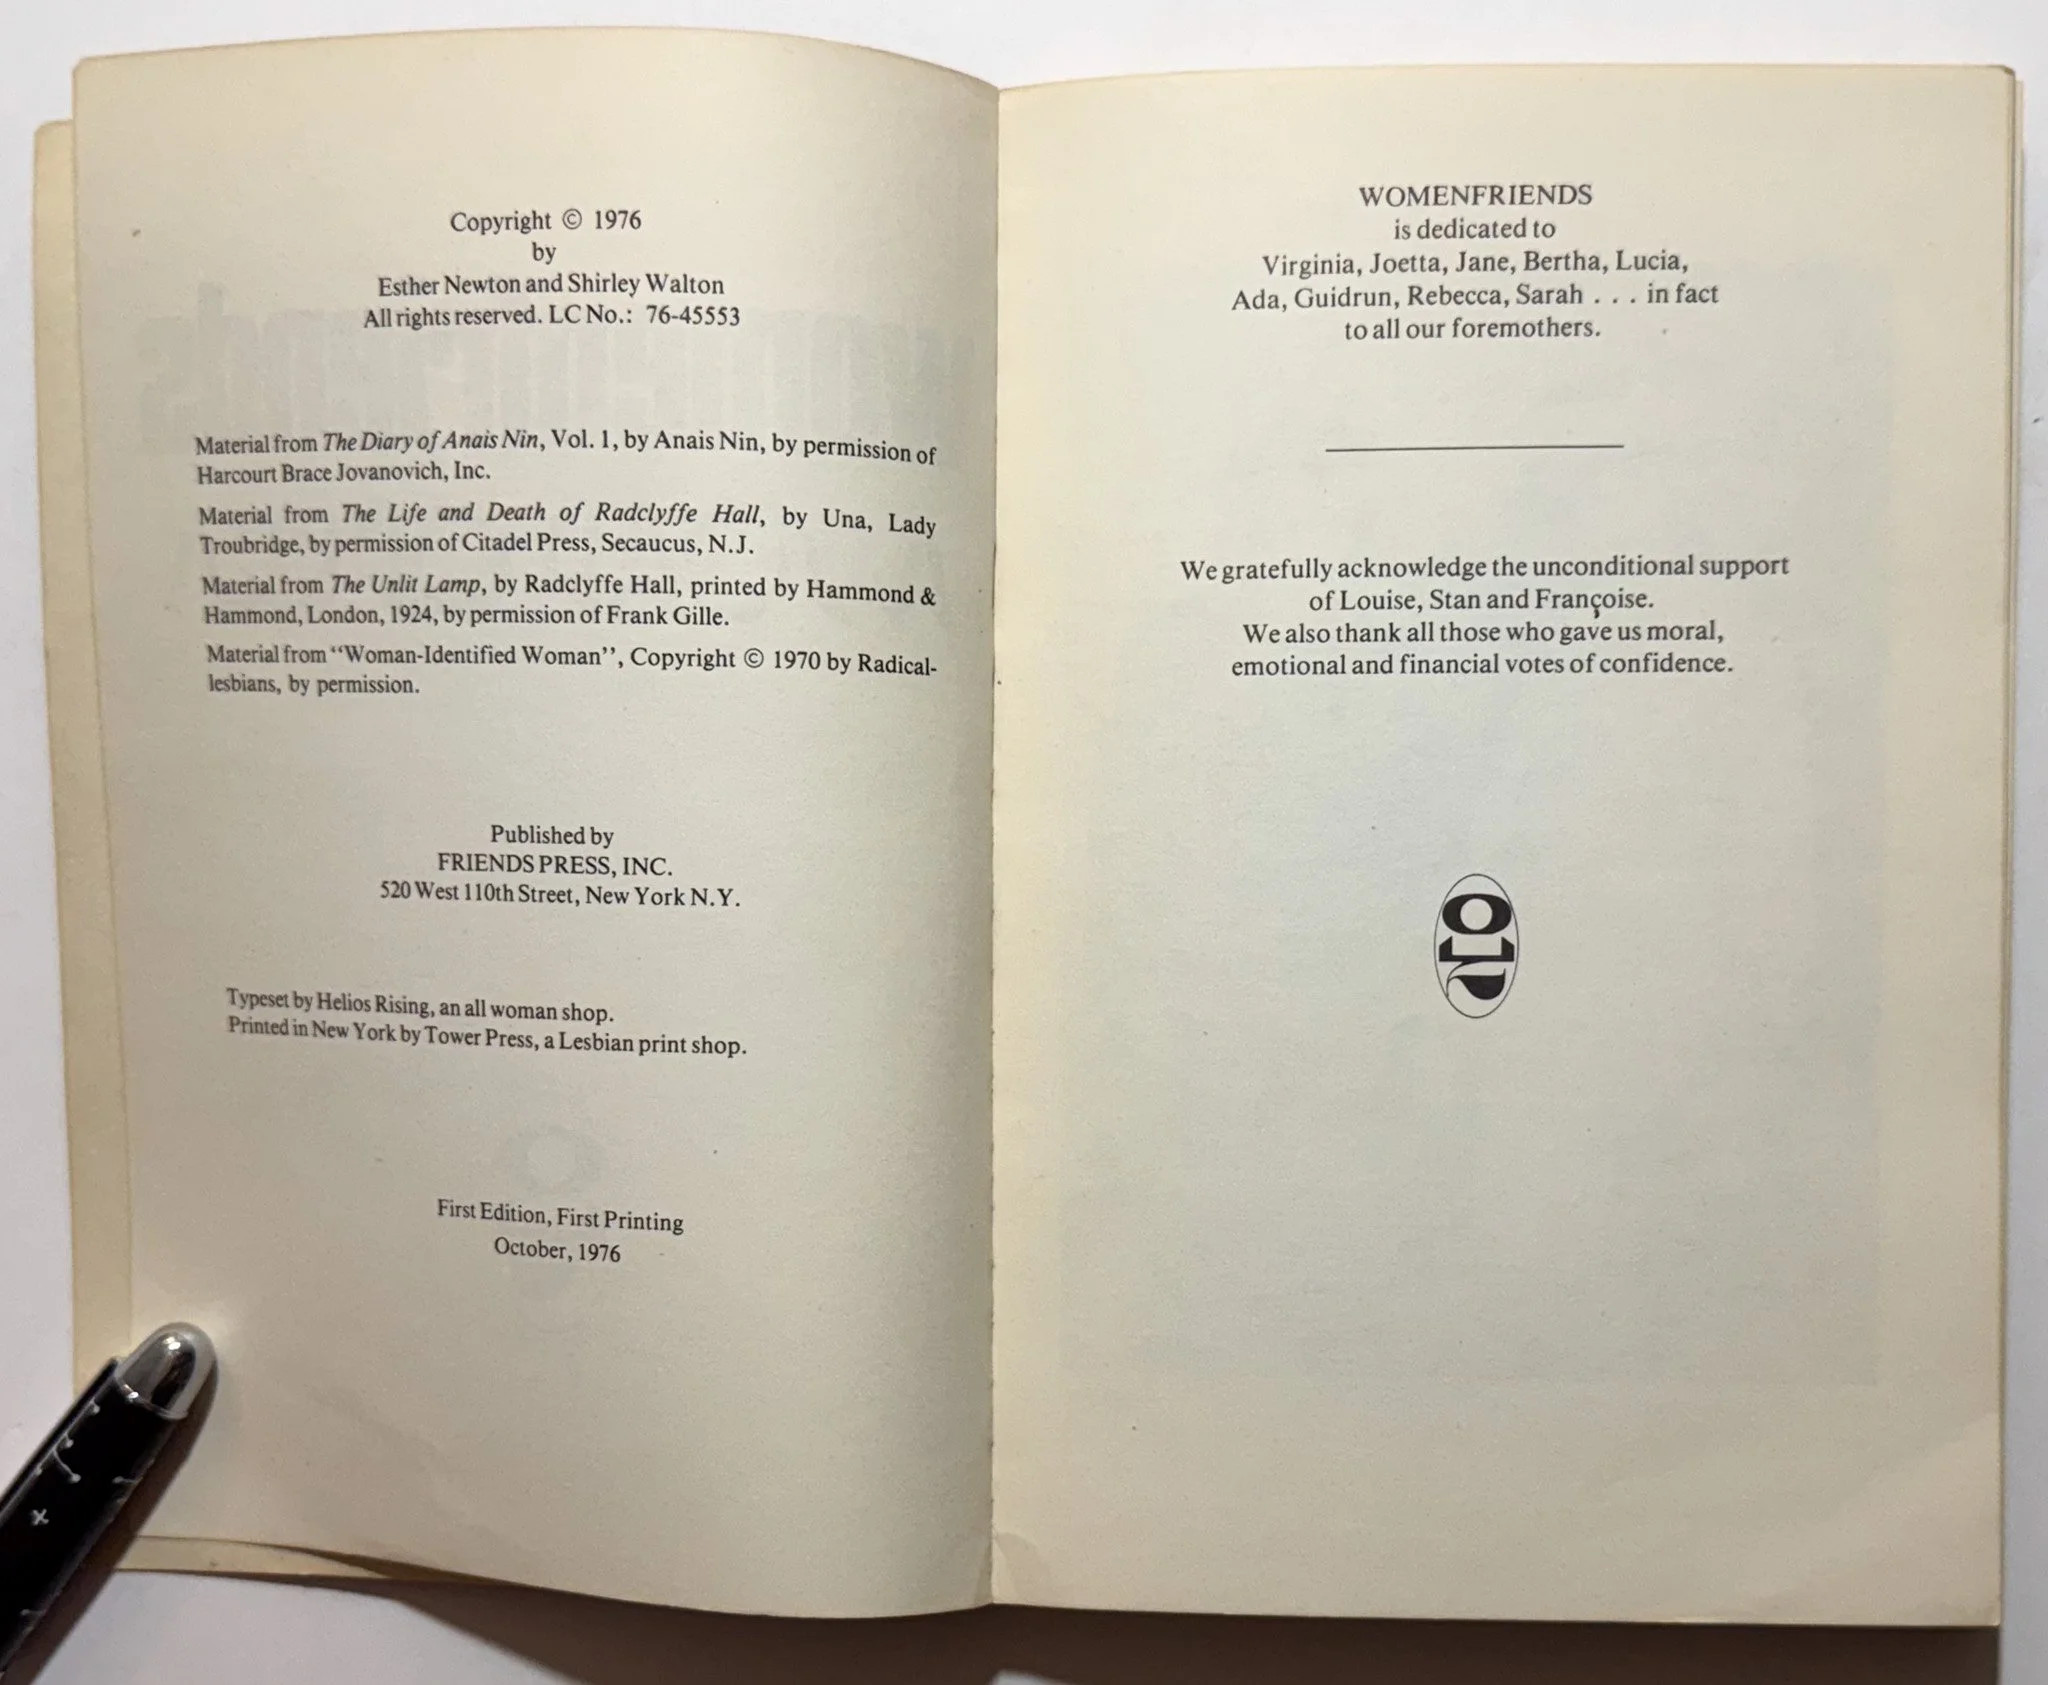 Copyright © 1976
by
Esther Newton and Shirley Walton
All rights reserved. LC No.: 76-45553
Material from The Diary of Anais Nin, Vol. 1, by Anais Nin, by permission of
Harcourt Brace Jovanovich, Inc.
Material from The Life and Death of Radclyffe Hall, by Una, Lady
Troubridge, by permission of Citadel Press, Secaucus, N.J.
Material from The Unlit Lamp, by Radclyffe Hall, printed by Hammond &
Hammond, London, 1924, by permission of Frank Gille.
Material from “Woman-Identified Woman”, Copyright © 1970 by Radical-
lesbians, by permission.
Published by
FRIENDS PRESS, INC.
520 West 110th Street, New York N.Y.
Typeset by Helios Rising, an all woman shop.
Printed in New York by Tower Press, a Lesbian print shop.
First Edition, First Printing
October, 1976
WOMENFRIENDS
is dedicated to
Virginia, Joetta, Jane, Bertha, Lucia,
Ada, Guidrun, Rebecca, Sarah . . . in fact
to all our foremothers.
We gratefully acknowledge the unconditional support
of Louise, Stan and Françoise.
We also thank all those who gave us moral,
emotional and financial votes of confidence.